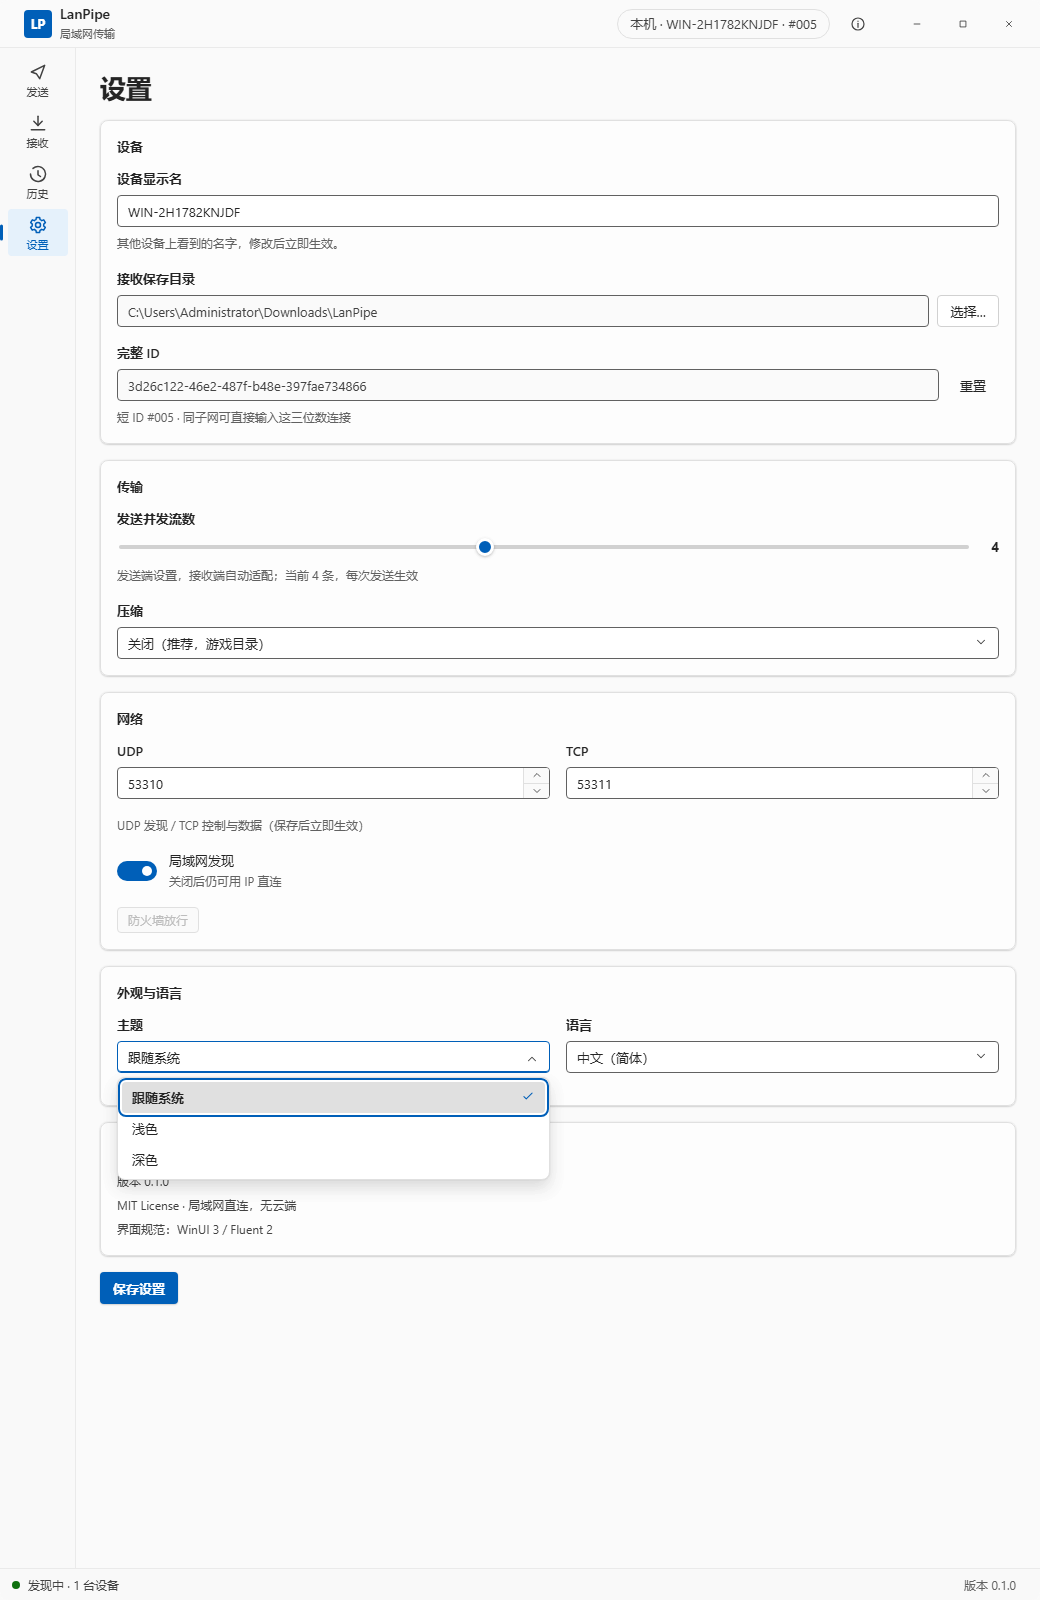 LP
LanPipe
局域网传输
本机 · WIN-2H1782KNJDF · #005
发送
接收
历史
设置
设置
设备
设备显示名
WIN-2H1782KNJDF
其他设备上看到的名字，修改后立即生效。
接收保存目录
C:\Users\Administrator\Downloads\LanPipe
选择...
完整 ID
3d26c122-46e2-487f-b48e-397fae734866
重置
短 ID #005 · 同子网可直接输入这三位数连接
传输
发送并发流数
4
发送端设置，接收端自动适配；当前 4 条，每次发送生效
压缩
关闭（推荐，游戏目录）
网络
UDP
TCP
53310
53311
UDP 发现 / TCP 控制与数据（保存后立即生效）
局域网发现
关闭后仍可用 IP 直连
防火墙放行
外观与语言
主题
语言
跟随系统
中文（简体）
跟随系统
浅色
深色
版本 0.1.0
MIT License · 局域网直连，无云端
界面规范：WinUI 3 / Fluent 2
保存设置
发现中 · 1 台设备
版本 0.1.0